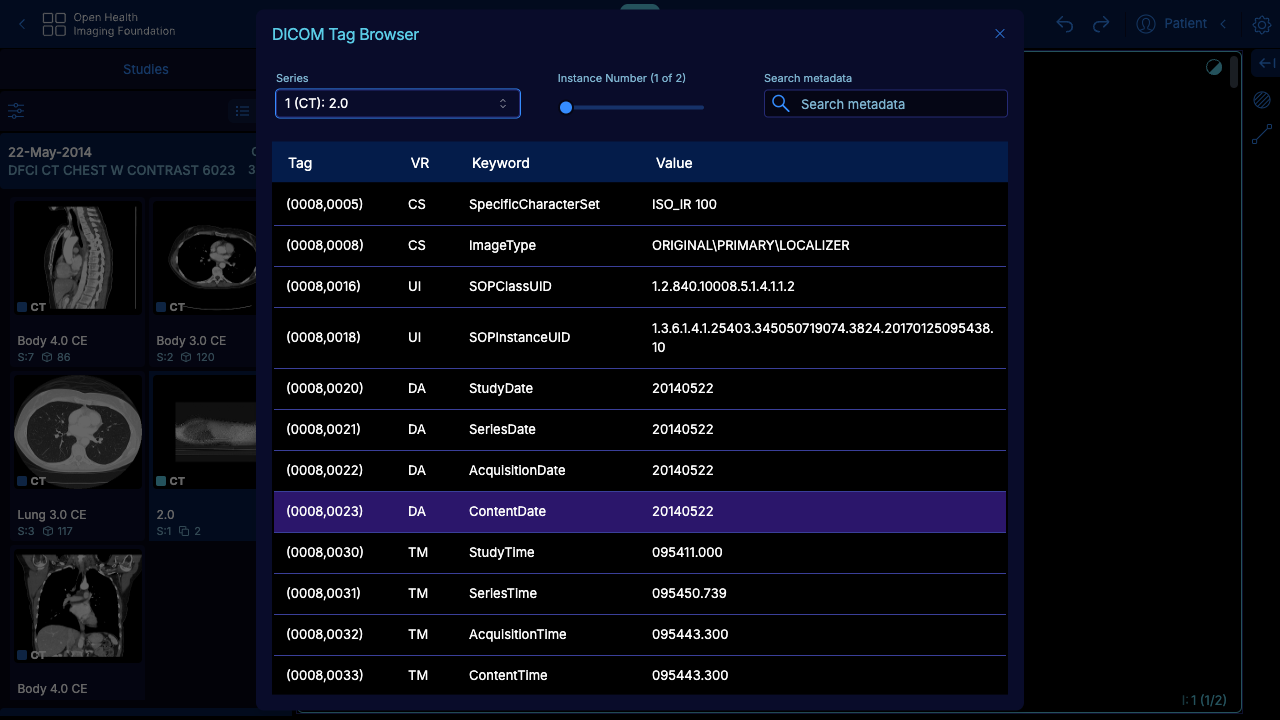 Open Health
Imaging Foundation
Patient
Studies
22-May-2014
DFCI CT CHEST W CONTRAST 6023
3
CT
CT
Body 4.0 CE
Body 3.0 CE
S:7 86
S:2 120
CT
CT
Lung 3.0 CE
2.0
S:3 117
S:1 2
CT
Body 4.0 CE
DICOM Tag Browser
Series
Instance Number (1 of 2)
Search metadata
1 (CT): 2.0
Search metadata
Tag VR Keyword Value
(0008,0005) CS SpecificCharacterSet ISO_IR 100
(0008,0008) CS ImageType ORIGINAL\PRIMARY\LOCALIZER
(0008,0016) UI SOPClassUID 1.2.840.10008.5.1.4.1.1.2
(0008,0018) UI SOPInstanceUID 1.3.6.1.4.1.25403.345050719074.3824.20170125095438.
10
(0008,0020) DA StudyDate 20140522
(0008,0021) DA SeriesDate 20140522
(0008,0022) DA AcquisitionDate 20140522
(0008,0023) DA ContentDate 20140522
(0008,0030) TM StudyTime 095411.000
(0008,0031) TM SeriesTime 095450.739
(0008,0032) TM AcquisitionTime 095443.300
(0008,0033) TM ContentTime 095443.300
I: 1 (1/2)